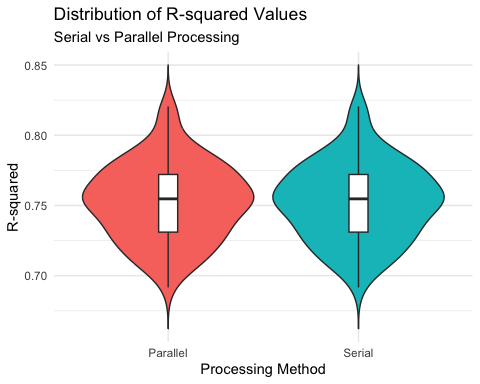 Distribution of R-squared Values
Serial vs Parallel Processing
R-squared
0.85
0.80
0.75
0.70
Parallel
Serial
Processing Method